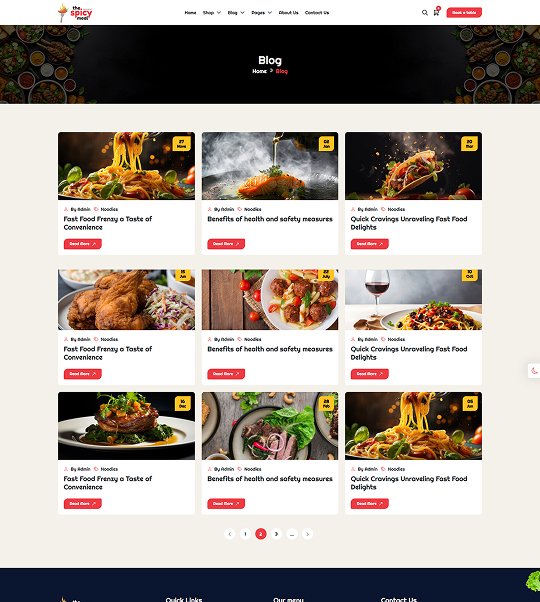 the
spicy
meat
Home Shop Blog Pages About Us Contact Us
Book a table
Blog
Home Blog
27
02
Jan
20
Mar
By Admin Noodles
By Admin Noodles
By Admin Noodles
Fast Food Frenzy a Taste of
Convenience
Benefits of health and safety measures
Quick Cravings Unraveling Fast Food
Delights
Read More
Read More
Read More
Jun
July
10
Oct
By Admin Noodles
By Admin Noodles
By Admin Noodles
Fast Food Frenzy a Taste of
Convenience
Benefits of health and safety measures
Quick Cravings Unraveling Fast Food
Delights
Read More
Read More
Read More
16
Dec
28
Feb
05
Jun
By Admin Noodles
By Admin Noodles
By Admin Noodles
Fast Food Frenzy a Taste of
Convenience
Benefits of health and safety measures
Quick Cravings Unraveling Fast Food
Delights
Read More
Read More
Read More
1 2 3 ...
the
Quick Links
Our menu
Contact Us